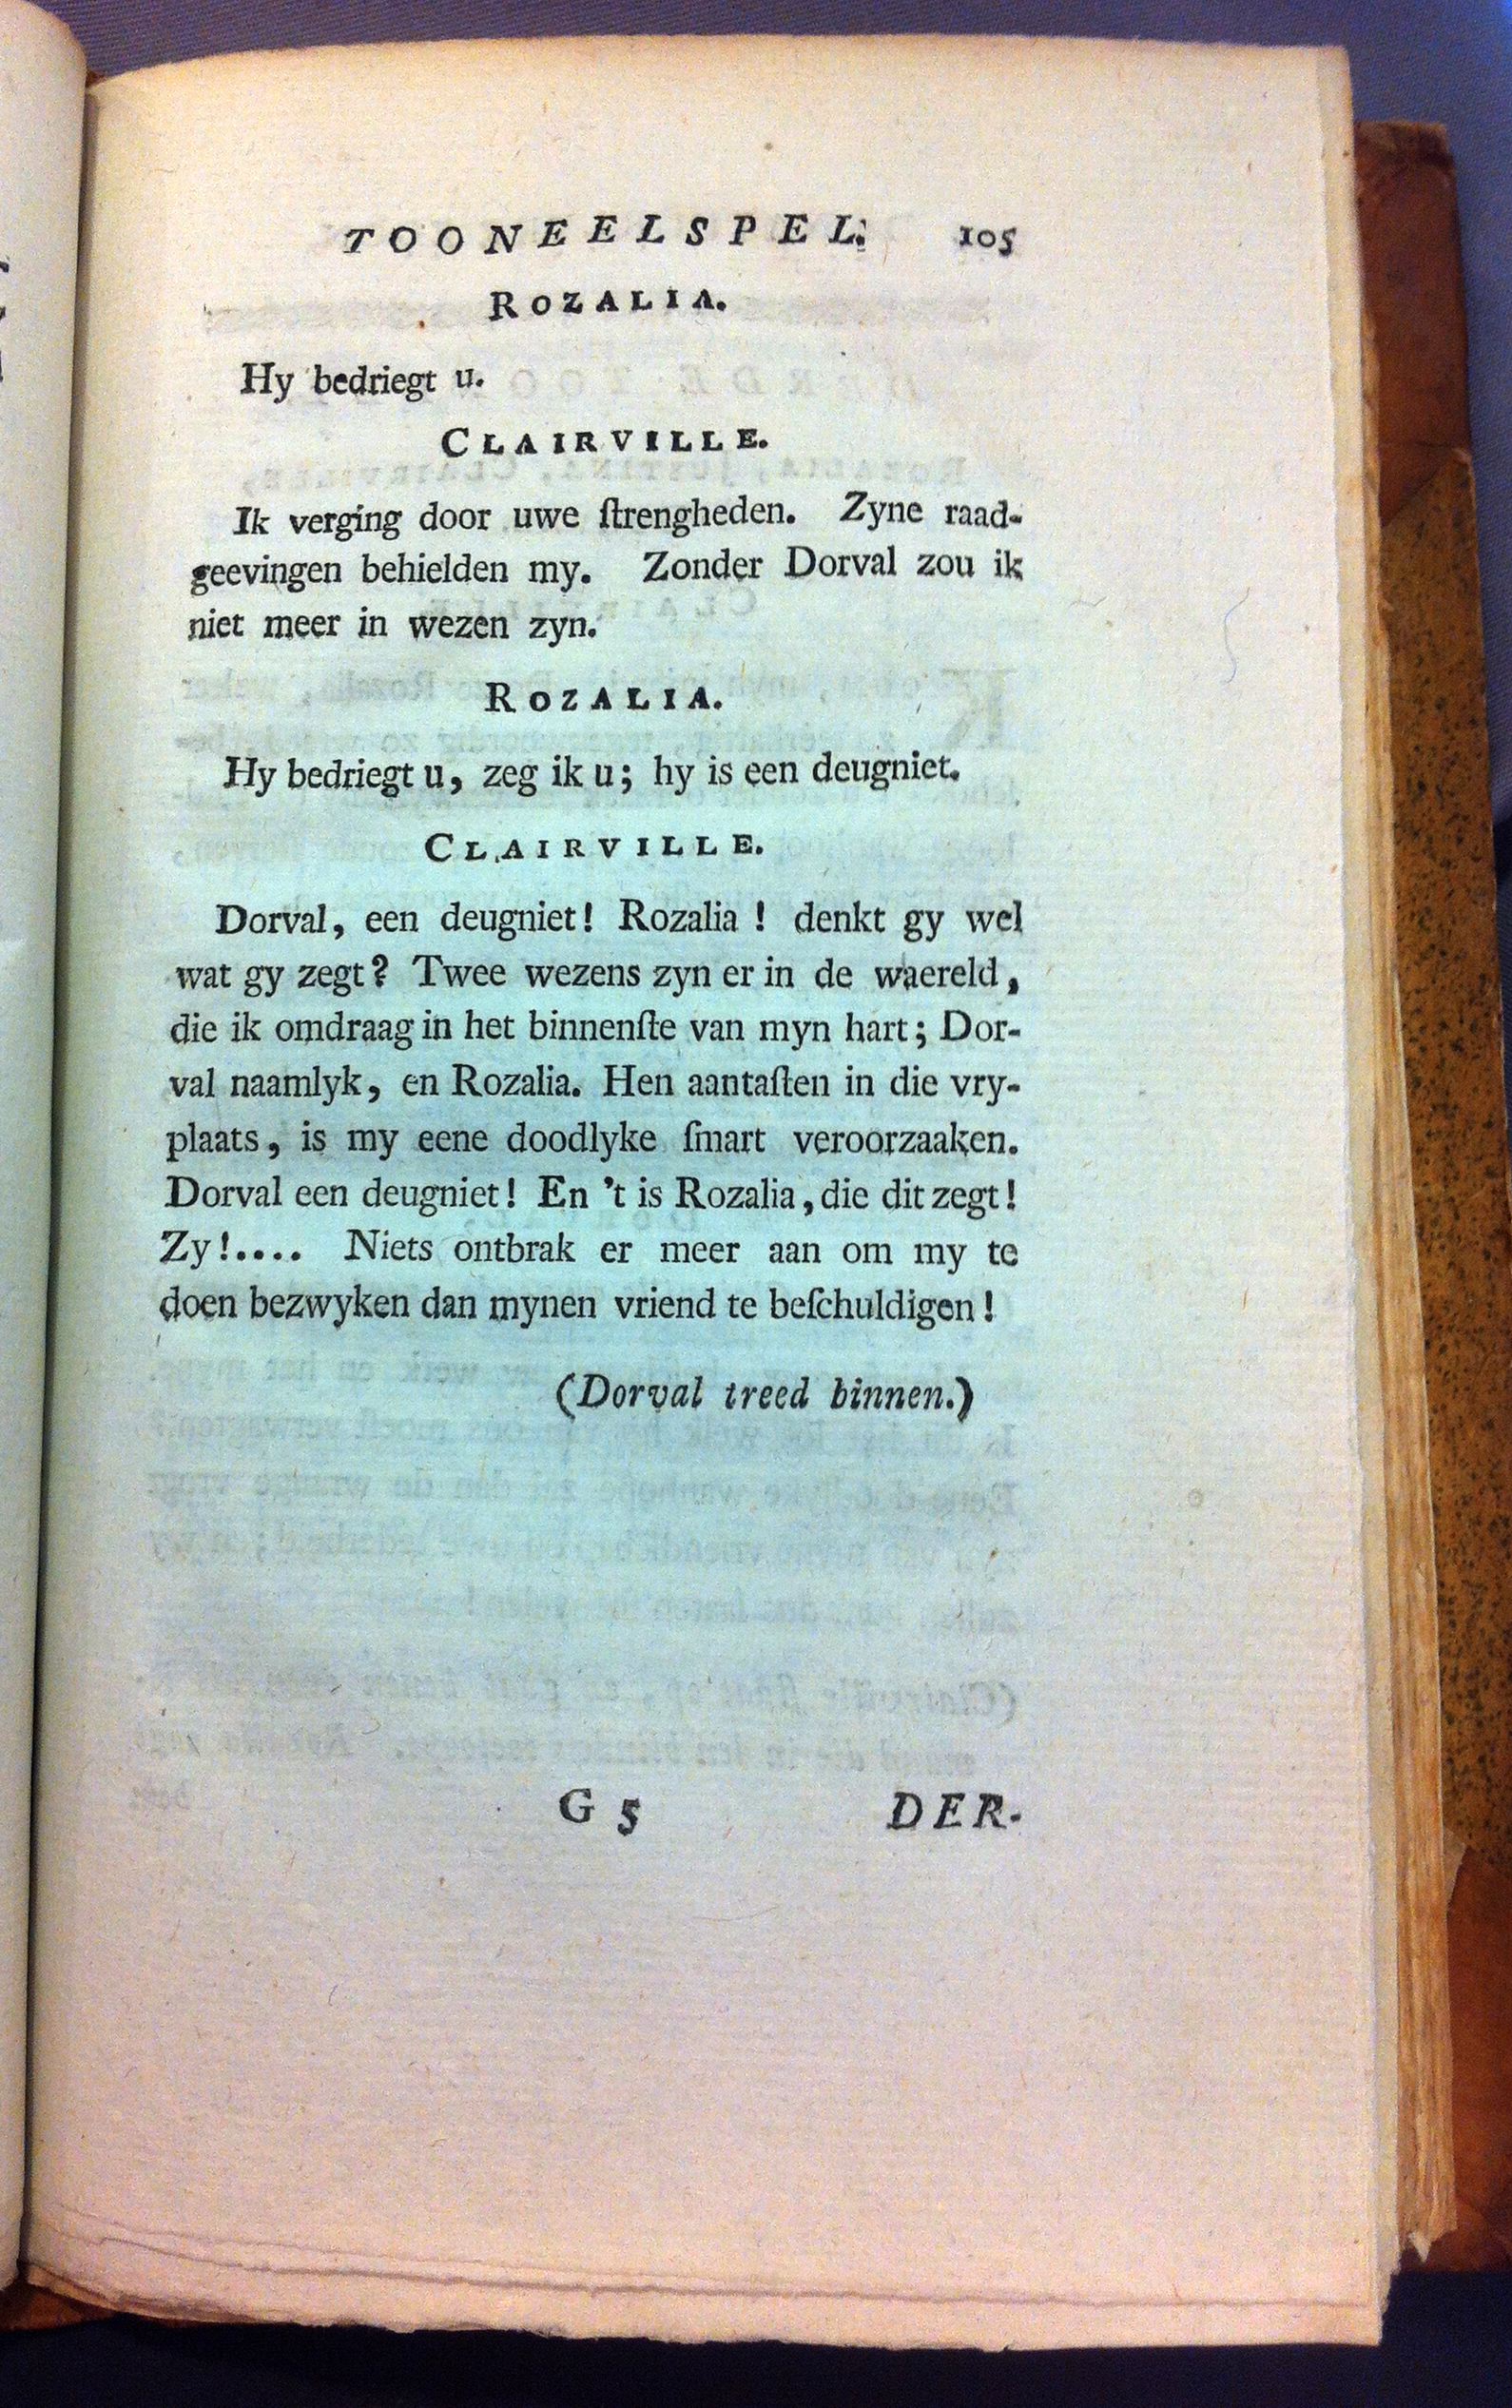 TOONEELSPEL. 105
ROZALIA.
Hy bedriegt u.
CLAIRVILLE.
Ik verging door uwe ſtrengheden. Zyne raad-
geevingen behielden my. Zonder Dorval zou ik
niet meer in wezen zyn.
ROZALIA.
Hy bedriegt u, zeg ik u; hy is een deugniet.
CLAIRVILLE.
Dorval, een deugniet! Rozalia! denkt gy wel
wat gy zegt? Twee wezens zyn er in de waereld,
die ik omdraag in het binnenſte van myn hart; Dor-
val naamlyk, en Rozalia. Hen aantaſten in die vry-
plaats, is my eene doodlyke ſmart veroorzaaken.
Dorval een deugniet! En 't is Rozalia, die dit zegt!
Zy!.... Niets ontbrak er meer aan om my te
doen bezwyken dan mynen vriend te beſchuldigen!
(Dorval treed binnen.)
G 5 DER-